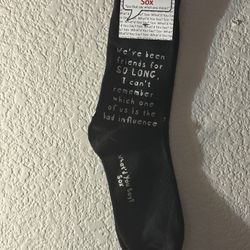 SOX
We've been
friends for
SO LONG,
I can't
remember
which one
of us is the
bad influence
What'd You Say?
Sox